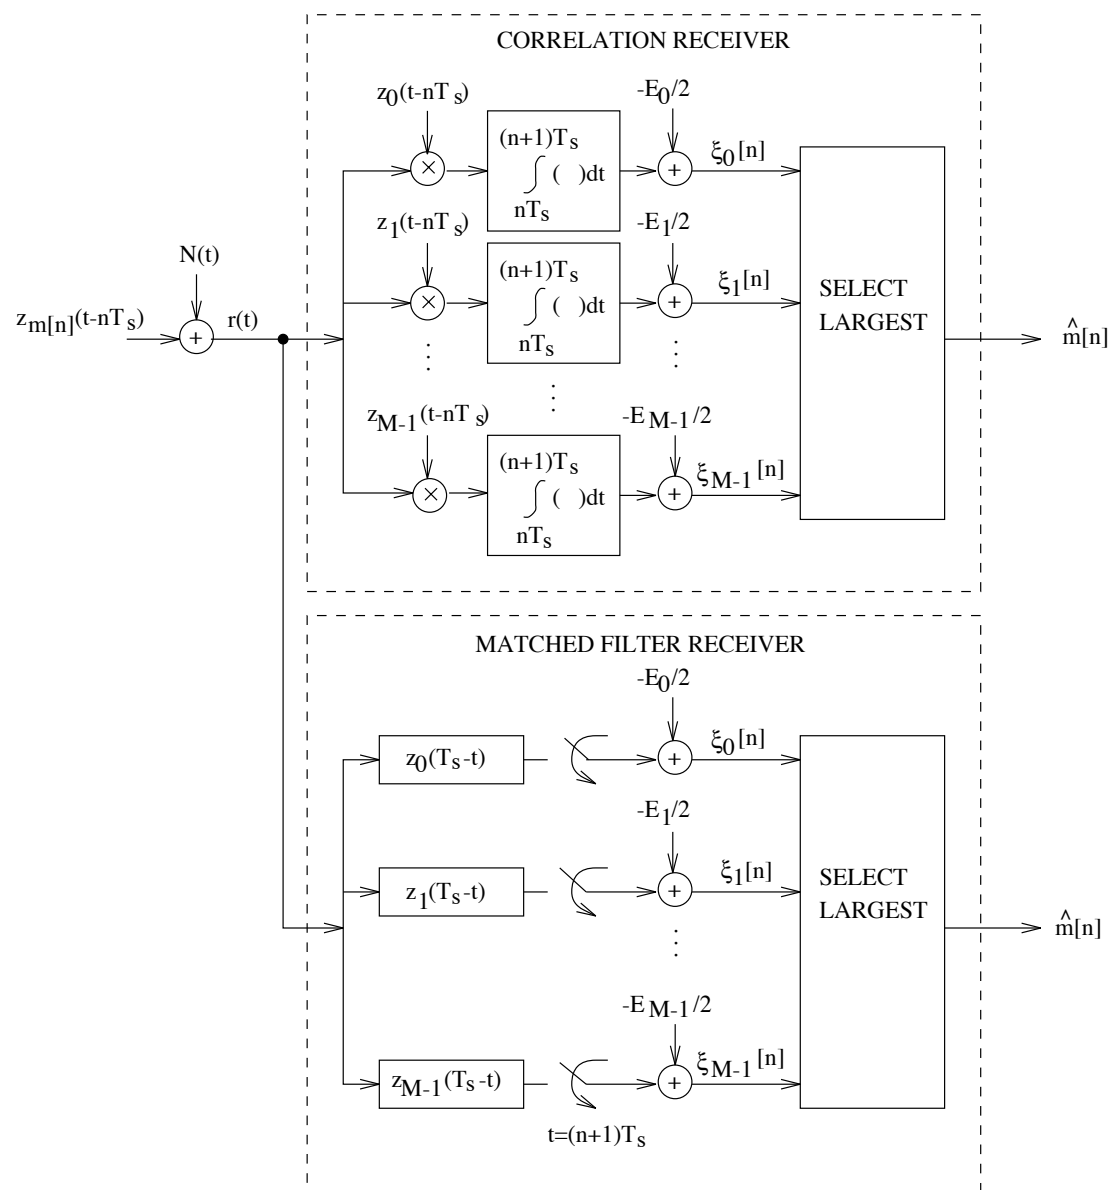 CORRELATION RECEIVER
z0(t-nTs)
-E0/2
(n+1)Ts
∫( )dt
nTs
×
+
ξ0[n]
z1(t-nTs)
-E1/2
(n+1)Ts
∫( )dt
nTs
×
+
ξ1[n]
N(t)
zm[n](t-nTs)
+
r(t)
SELECT
LARGEST
^m[n]
zM-1(t-nTs)
-EM-1/2
(n+1)Ts
∫( )dt
nTs
×
+
ξM-1[n]
MATCHED FILTER RECEIVER
-E0/2
z0(Ts-t)
+
ξ0[n]
-E1/2
z1(Ts-t)
+
ξ1[n]
SELECT
LARGEST
^m[n]
-EM-1/2
zM-1(Ts-t)
+
ξM-1[n]
t=(n+1)Ts